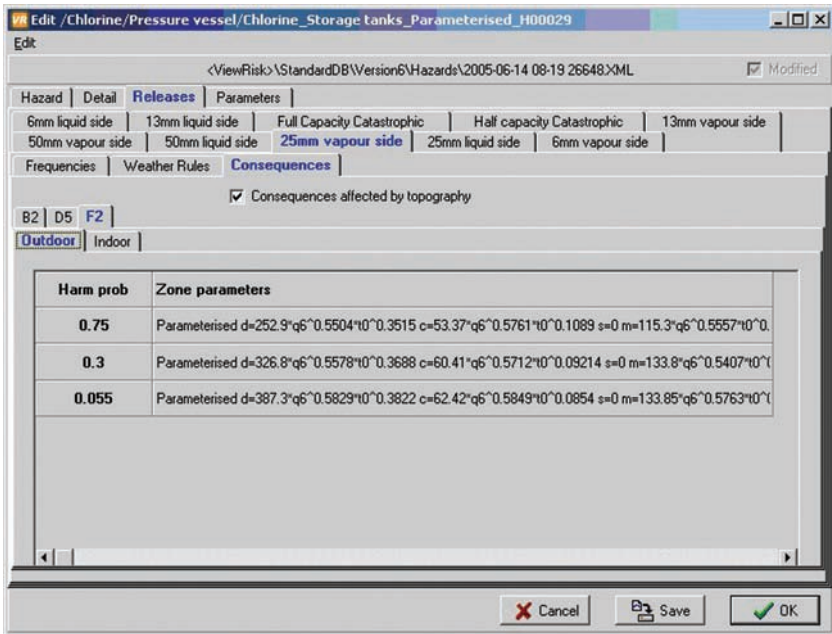 VR Edit /Chlorine/Pressure vessel/Chlorine_Storage tanks_Parameterised_H00029
Edit
<ViewRisk>\StandardDB\Version6\Hazards\2005-06-14 08-19 26648.XML Modified
Hazard Detail Releases Parameters
6mm liquid side 13mm liquid side Full Capacity Catastrophic Half capacity Catastrophic 13mm vapour side
50mm vapour side 50mm liquid side 25mm vapour side 25mm liquid side 6mm vapour side
Frequencies Weather Rules Consequences
Consequences affected by topography
B2 D5 F2
Outdoor Indoor
Harm prob Zone parameters
0.75 Parameterised d=252.9*q6^0.5504*t0^0.3515 c=53.37*q6^0.5761*t0^0.1089 s=0 m=115.3*q6^0.5557*t0^0.
0.3 Parameterised d=326.8*q6^0.5578*t0^0.3688 c=60.41*q6^0.5712*t0^0.09214 s=0 m=133.8*q6^0.5407*t0^(
0.055 Parameterised d=387.3*q6^0.5829*t0^0.3822 c=62.42*q6^0.5849*t0^0.0854 s=0 m=133.85*q6^0.5763*t0^(
Cancel Save OK